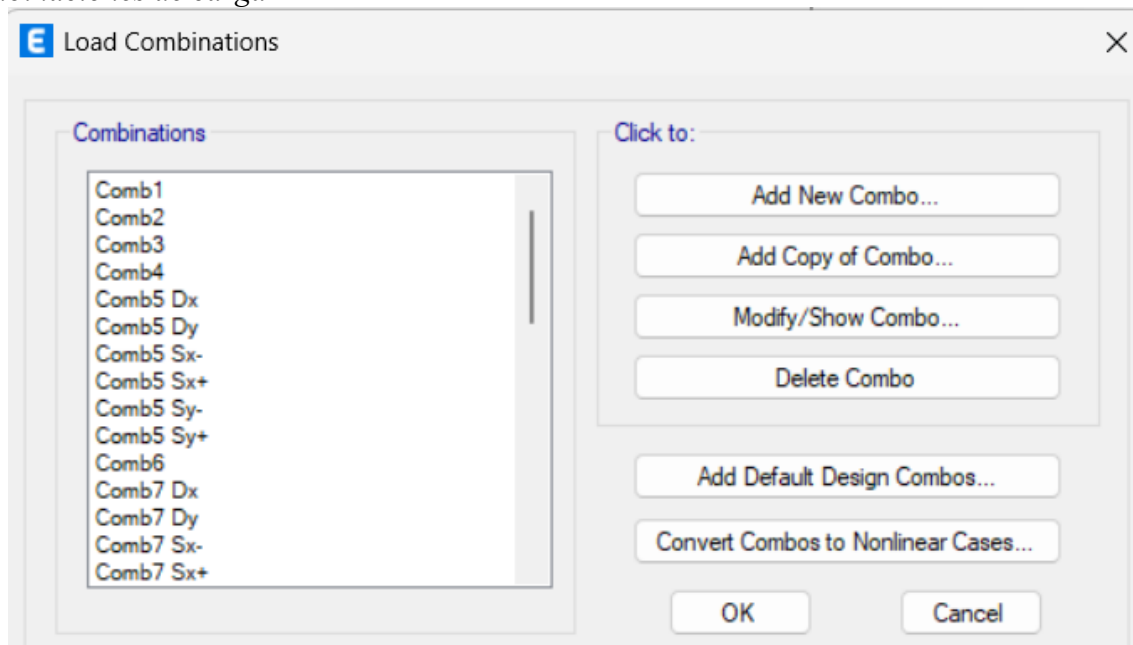 E Load Combinations
Combinations
Comb1
Comb2
Comb3
Comb4
Comb5 Dx
Comb5 Dy
Comb5 Sx-
Comb5 Sx+
Comb5 Sy-
Comb5 Sy+
Comb6
Comb7 Dx
Comb7 Dy
Comb7 Sx-
Comb7 Sx+
Click to:
Add New Combo...
Add Copy of Combo...
Modify/Show Combo...
Delete Combo
Add Default Design Combos...
Convert Combos to Nonlinear Cases...
OK
Cancel